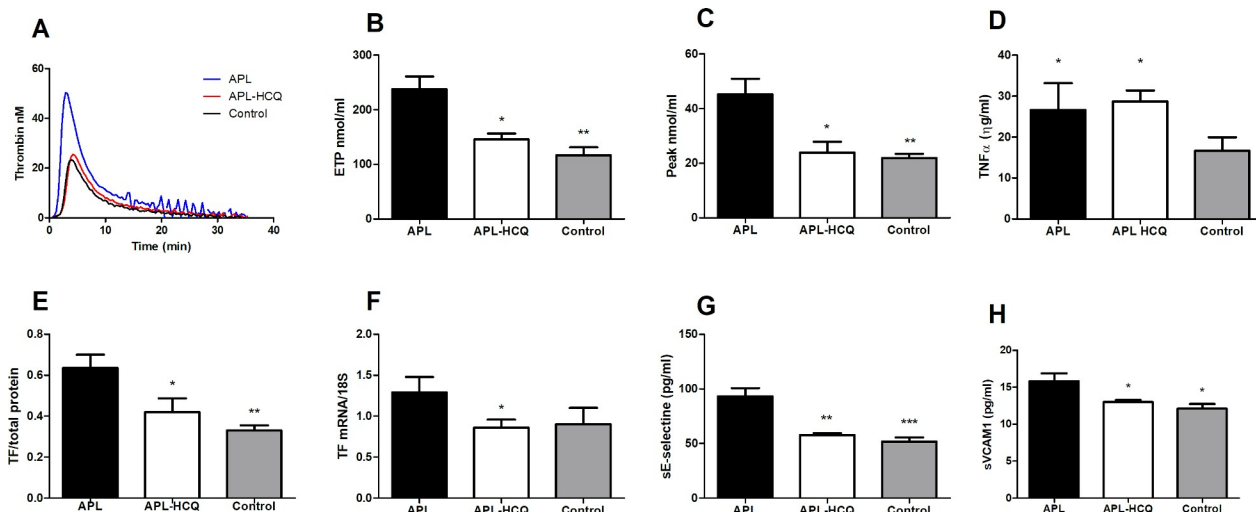 A
Thrombin nM
60
40
20
0
0 10 20 30 40
Time (min)
APL
APL-HCQ
Control
B
ETP nmol/ml
300
200
100
0
*
**
APL APL-HCQ Control
C
Peak nmol/ml
60
40
20
0
*
**
APL APL-HCQ Control
D
TNFα (ηg/ml)
40
30
20
10
0
* *
APL APL HCQ Control
E
TF/total protein
0.8
0.6
0.4
0.2
0.0
*
**
APL APL-HCQ Control
F
TF mRNA/18S
2.0
1.5
1.0
0.5
0.0
*
APL APL-HCQ Control
G
sE-selectine (pg/ml)
150
100
50
0
**
***
APL APL-HCQ Control
H
sVCAM1 (pg/ml)
20
15
10
5
0
* *
APL APL-HCQ Control